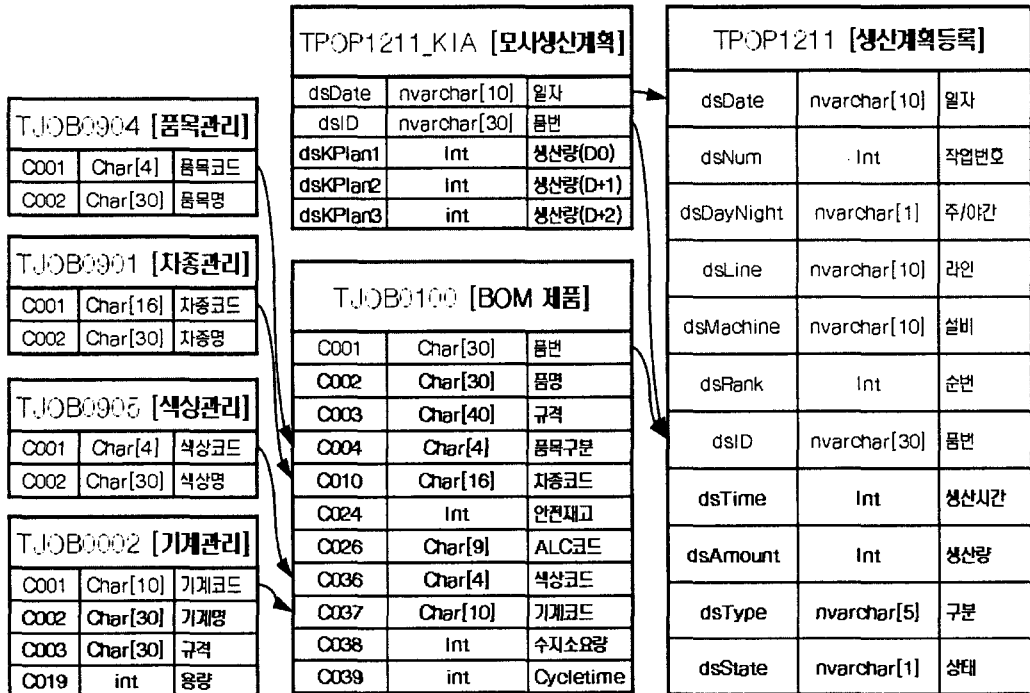 TJOB0904 [품목관리]
C001 Char[4] 품목코드
C002 Char[30] 품목명
TJOB0901 [차종관리]
C001 Char[16] 차종코드
C002 Char[30] 차종명
TJOB0905 [색상관리]
C001 Char[4] 색상코드
C002 Char[30] 색상명
TJOB0002 [기계관리]
C001 Char[10] 기계코드
C002 Char[30] 기계명
C003 Char[30] 규격
C019 int 용량
TPOP1211_KIA [모사생산계획]
dsDate nvarchar[10] 일자
dsID nvarchar[30] 품번
dsKPlan1 Int 생산량(D0)
dsKPlan2 int 생산량(D+1)
dsKPlan3 int 생산량(D+2)
TJOB0100 [BOM 제품]
C001 Char[30] 품번
C002 Char[30] 품명
C003 Char[40] 규격
C004 Char[4] 품목구분
C010 Char[16] 차종코드
C024 Int 안전재고
C026 Char[9] ALC코드
C036 Char[4] 색상코드
C037 Char[10] 기계코드
C038 Int 수지소요량
C039 int Cycletime
TPOP1211 [생산계획등록]
dsDate nvarchar[10] 일자
dsNum Int 작업번호
dsDayNight nvarchar[1] 주/야간
dsLine nvarchar[10] 라인
dsMachine nvarchar[10] 설비
dsRank Int 순번
dsID nvarchar[30] 품번
dsTime Int 생산시간
dsAmount Int 생산량
dsType nvarchar[5] 구분
dsState nvarchar[1] 상태